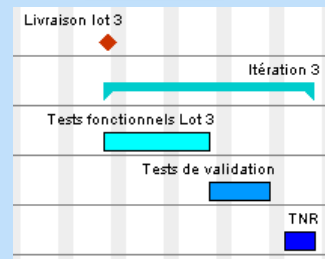 Livraison lot 3
Itération 3
Tests fonctionnels Lot 3
Tests de validation
TNR